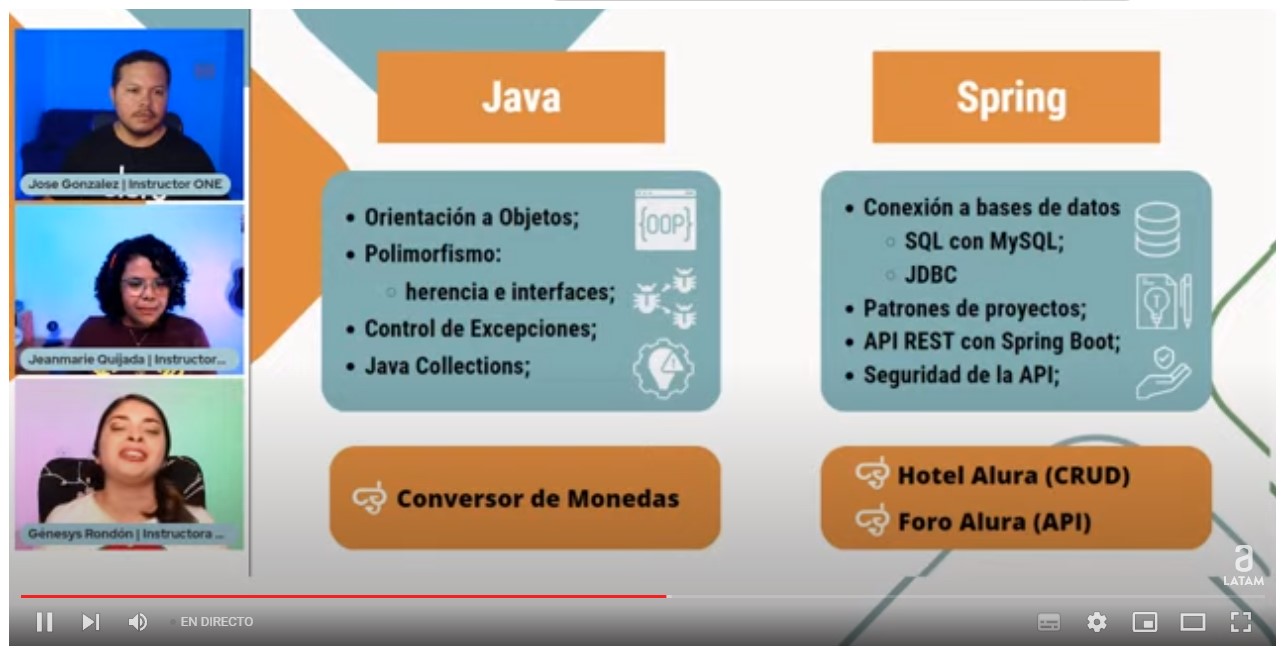 Java
Spring
Jose Gonzalez | Instructor ONE
Jeanmarie Quijada | Instructor...
Génesys Rondón | Instructora ...
• Orientación a Objetos;
• Polimorfismo:
○ herencia e interfaces;
• Control de Excepciones;
• Java Collections;
{OOP}
• Conexión a bases de datos
○ SQL con MySQL;
○ JDBC
• Patrones de proyectos;
• API REST con Spring Boot;
• Seguridad de la API;
Conversor de Monedas
Hotel Alura (CRUD)
Foro Alura (API)
a
LATAM
EN DIRECTO